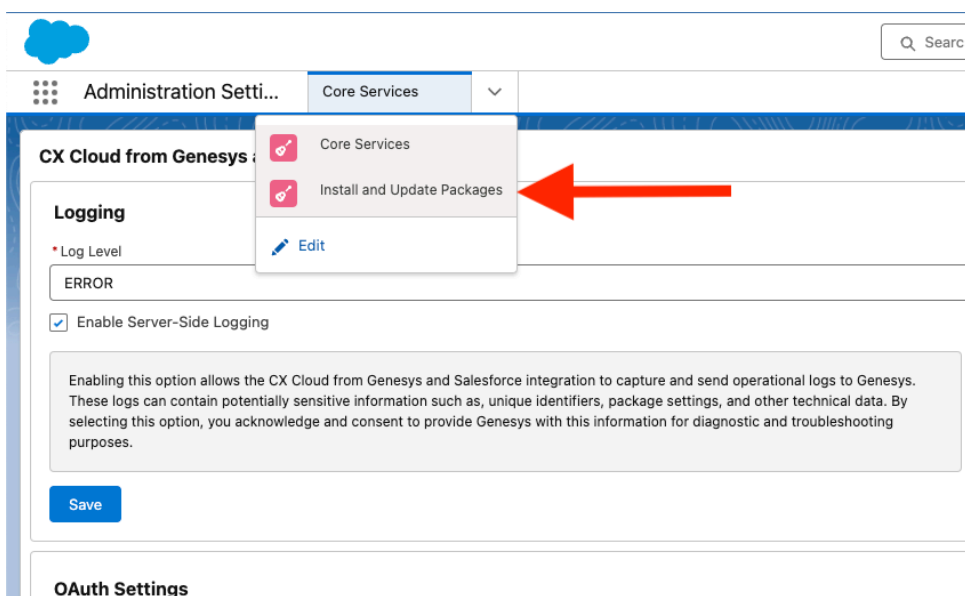 Searc
Administration Setti...
Core Services
CX Cloud from Genesys a
Core Services
Install and Update Packages
Edit
Logging
* Log Level
ERROR
Enable Server-Side Logging
Enabling this option allows the CX Cloud from Genesys and Salesforce integration to capture and send operational logs to Genesys.
These logs can contain potentially sensitive information such as, unique identifiers, package settings, and other technical data. By
selecting this option, you acknowledge and consent to provide Genesys with this information for diagnostic and troubleshooting
purposes.
Save
OAuth Settings